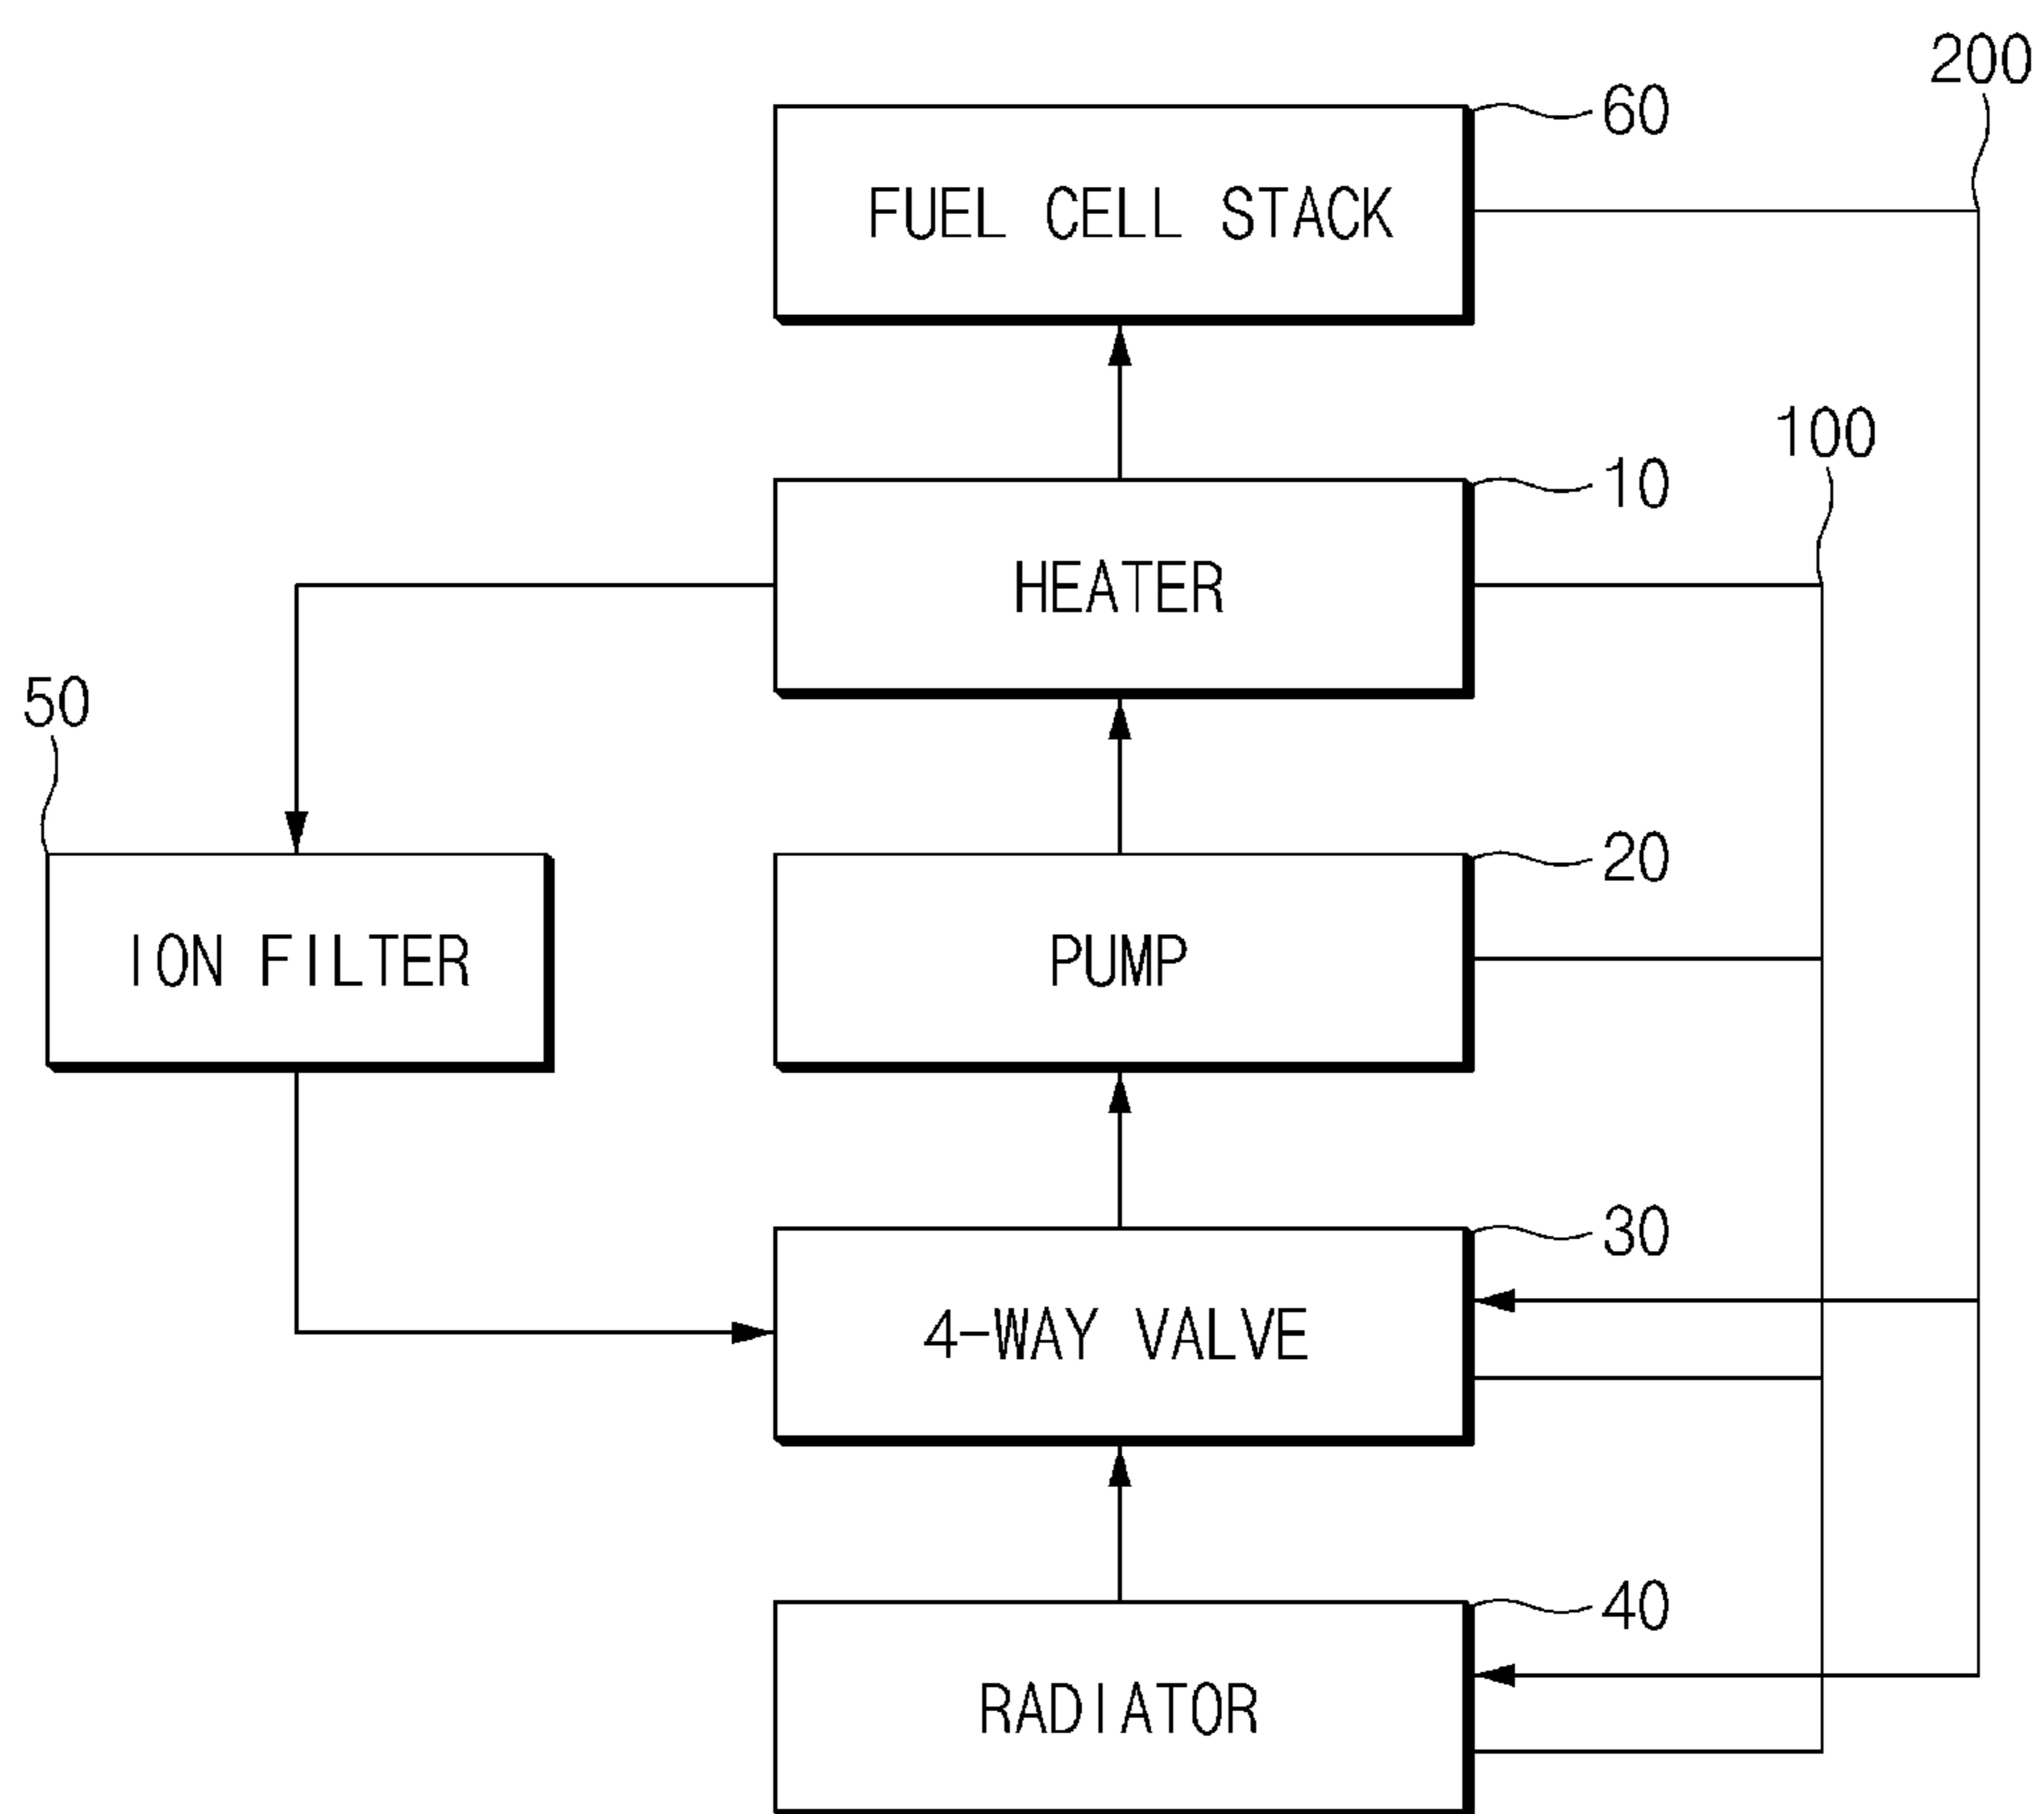 200
60
FUEL CELL STACK
100
10
HEATER
50
20
ION FILTER
PUMP
30
4-WAY VALVE
40
RADIATOR